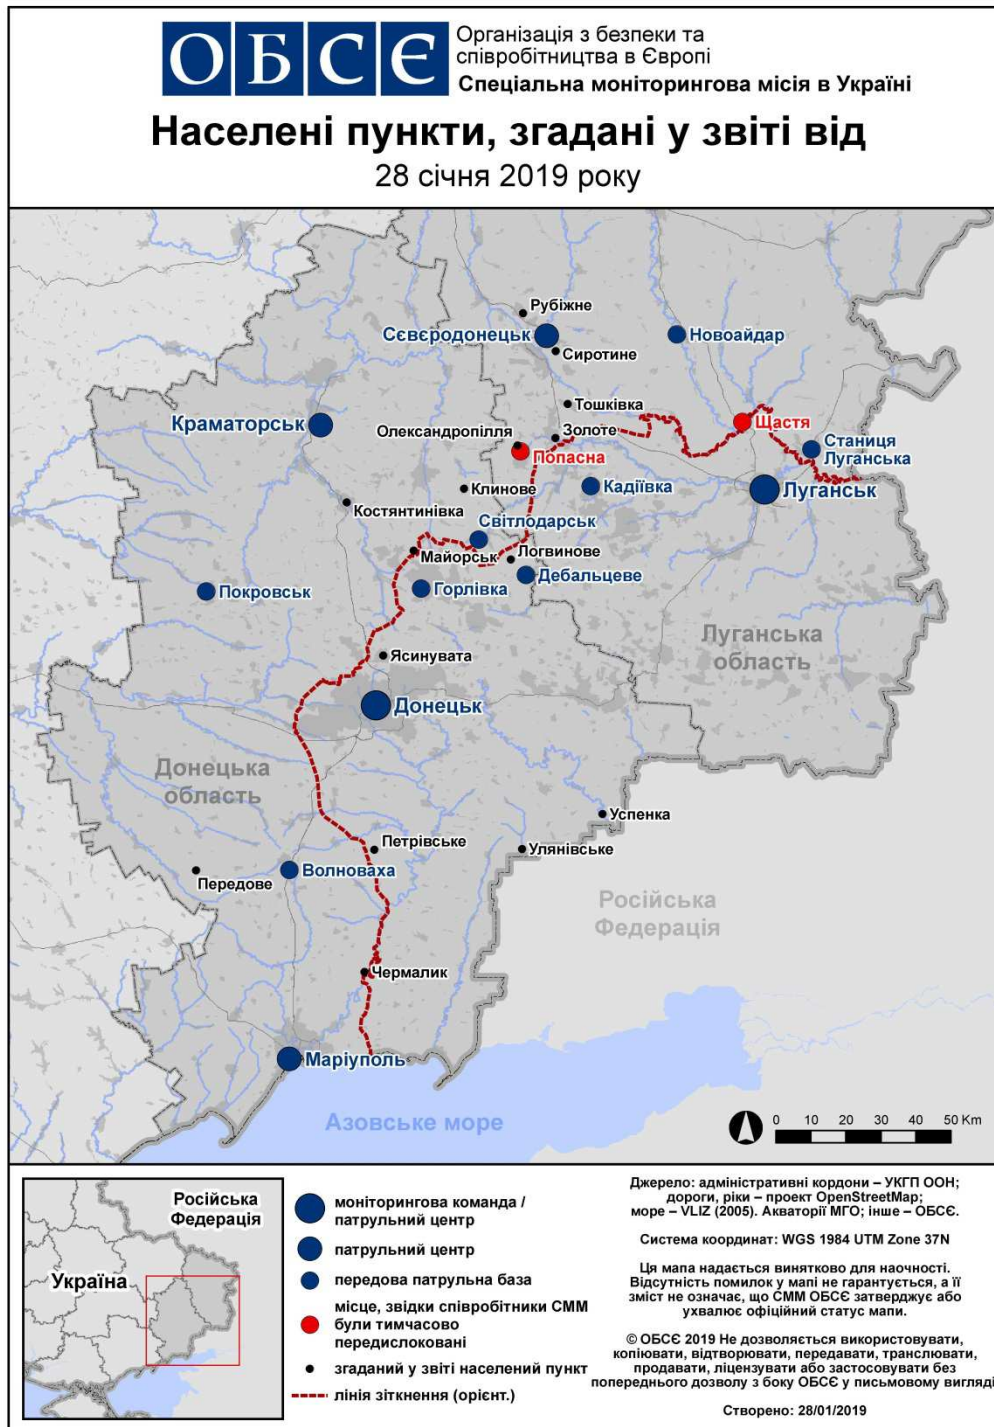 ОБСЄ
Організація з безпеки та
співробітництва в Європі
Спеціальна моніторингова місія в Україні
Населені пункти, згадані у звіті від
28 січня 2019 року
Рубіжне
Сєвєродонецьк
Новоайдар
Сиротине
Тошківка
Щастя
Краматорськ
Золоте
Олександропілля
Станиця
Луганська
Попасна
Клинове
Кадіївка
Луганськ
Костянтинівка
Світлодарськ
Майорськ
Логвинове
Дебальцеве
Покровськ
Горлівка
Луганська
область
Ясинувата
Донецьк
Донецька
область
Успенка
Петрівське
Улянівське
Передове
Волноваха
Російська
Федерація
Чермалик
Маріуполь
Азовське море
0 10 20 30 40 50 Km
Російська
Федерація
Україна
моніторингова команда /
патрульний центр
патрульний центр
передова патрульна база
місце, звідки співробітники СММ
були тимчасово
передислоковані
згаданий у звіті населений пункт
лінія зіткнення (орієнт.)
Джерело: адміністративні кордони – УКГП ООН;
дороги, ріки – проект OpenStreetMap;
море – VLIZ (2005). Акваторії МГО; інше – ОБСЄ.
Система координат: WGS 1984 UTM Zone 37N
Ця мапа надається винятково для наочності.
Відсутність помилок у мапі не гарантується, а її
зміст не означає, що СММ ОБСЄ затверджує або
ухвалює офіційний статус мапи.
© ОБСЄ 2019 Не дозволяється використовувати,
копіювати, відтворювати, передавати, транслювати,
продавати, ліцензувати або застосовувати без
попереднього дозволу з боку ОБСЄ у письмовому вигляді
Створено: 28/01/2019